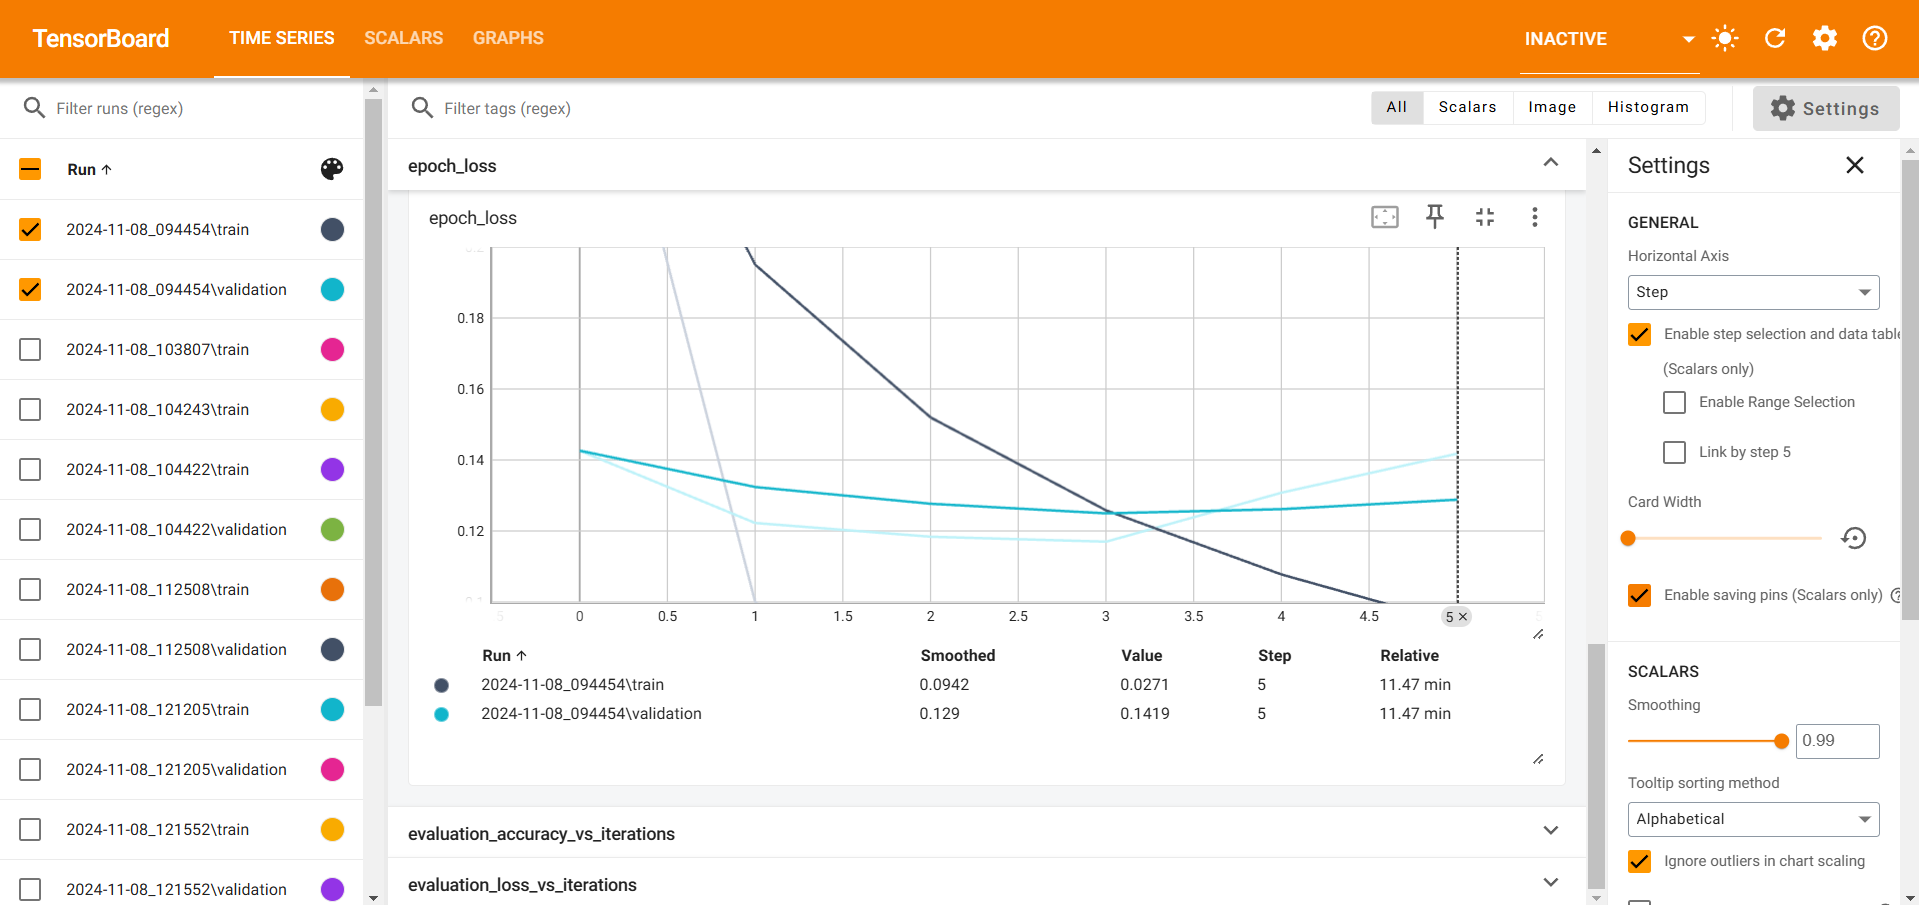 TensorBoard
TIME SERIES
SCALARS
GRAPHS
INACTIVE
Filter runs (regex)
Run
2024-11-08_094454\train
2024-11-08_094454\validation
2024-11-08_103807\train
2024-11-08_104243\train
2024-11-08_104422\train
2024-11-08_104422\validation
2024-11-08_112508\train
2024-11-08_112508\validation
2024-11-08_121205\train
2024-11-08_121205\validation
2024-11-08_121552\train
2024-11-08_121552\validation
Filter tags (regex)
All
Scalars
Image
Histogram
Settings
epoch_loss
epoch_loss
0.18
0.16
0.14
0.12
0.1
5 0 0.5 1 1.5 2 2.5 3 3.5 4 4.5 5 ×
Run Smoothed Value Step Relative
2024-11-08_094454\train 0.0942 0.0271 5 11.47 min
2024-11-08_094454\validation 0.129 0.1419 5 11.47 min
evaluation_accuracy_vs_iterations
evaluation_loss_vs_iterations
Settings
GENERAL
Horizontal Axis
Step
Enable step selection and data table
(Scalars only)
Enable Range Selection
Link by step 5
Card Width
Enable saving pins (Scalars only)
SCALARS
Smoothing
0.99
Tooltip sorting method
Alphabetical
Ignore outliers in chart scaling